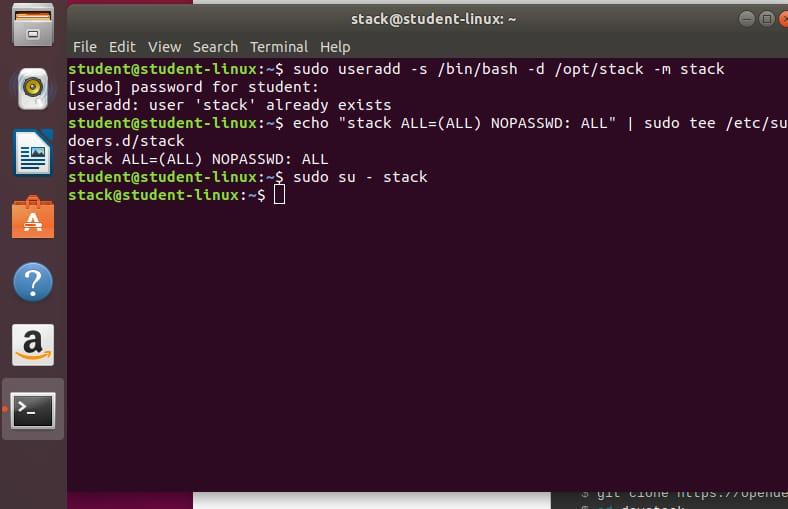 stack@student-linux: ~
File Edit View Search Terminal Help
student@student-linux:~$ sudo useradd -s /bin/bash -d /opt/stack -m stack
[sudo] password for student:
useradd: user 'stack' already exists
student@student-linux:~$ echo "stack ALL=(ALL) NOPASSWD: ALL" | sudo tee /etc/su
doers.d/stack
stack ALL=(ALL) NOPASSWD: ALL
student@student-linux:~$ sudo su - stack
stack@student-linux:~$
$ git clone https://opende